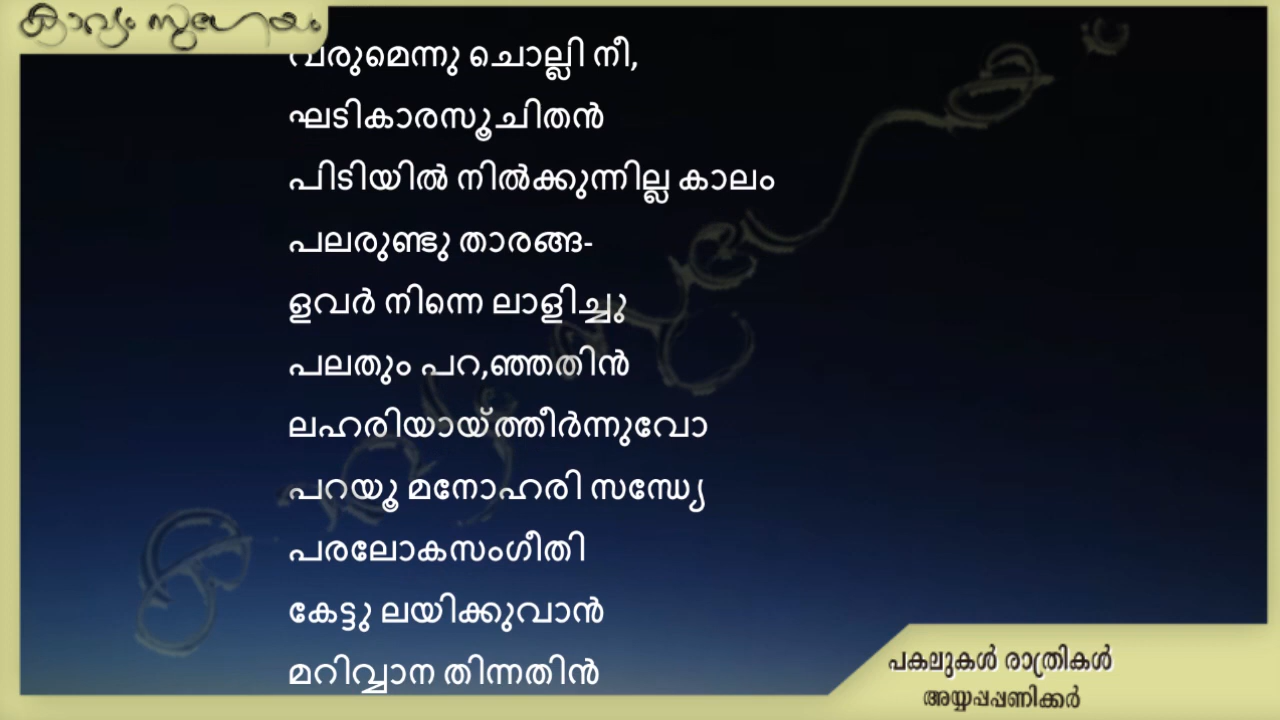 കാവ്യം സുഗേയം
വരുമെന്നു ചൊല്ലി നീ,
ഘടികാരസൂചിതൻ
പിടിയിൽ നിൽക്കുന്നില്ല കാലം
പലരുണ്ടു താരങ്ങ-
ളവർ നിന്നെ ലാളിച്ചു
പലതും പറ,ഞ്ഞതിൻ
ലഹരിയായ്ത്തീർന്നുവോ
പറയൂ മനോഹരി സന്ധ്യേ
പരലോകസംഗീതി
കേട്ടു ലയിക്കുവാൻ
മറിവ്വാന തിന്നതിൻ
പകലുകൾ രാത്രികൾ
അയ്യപ്പപ്പണിക്കർ